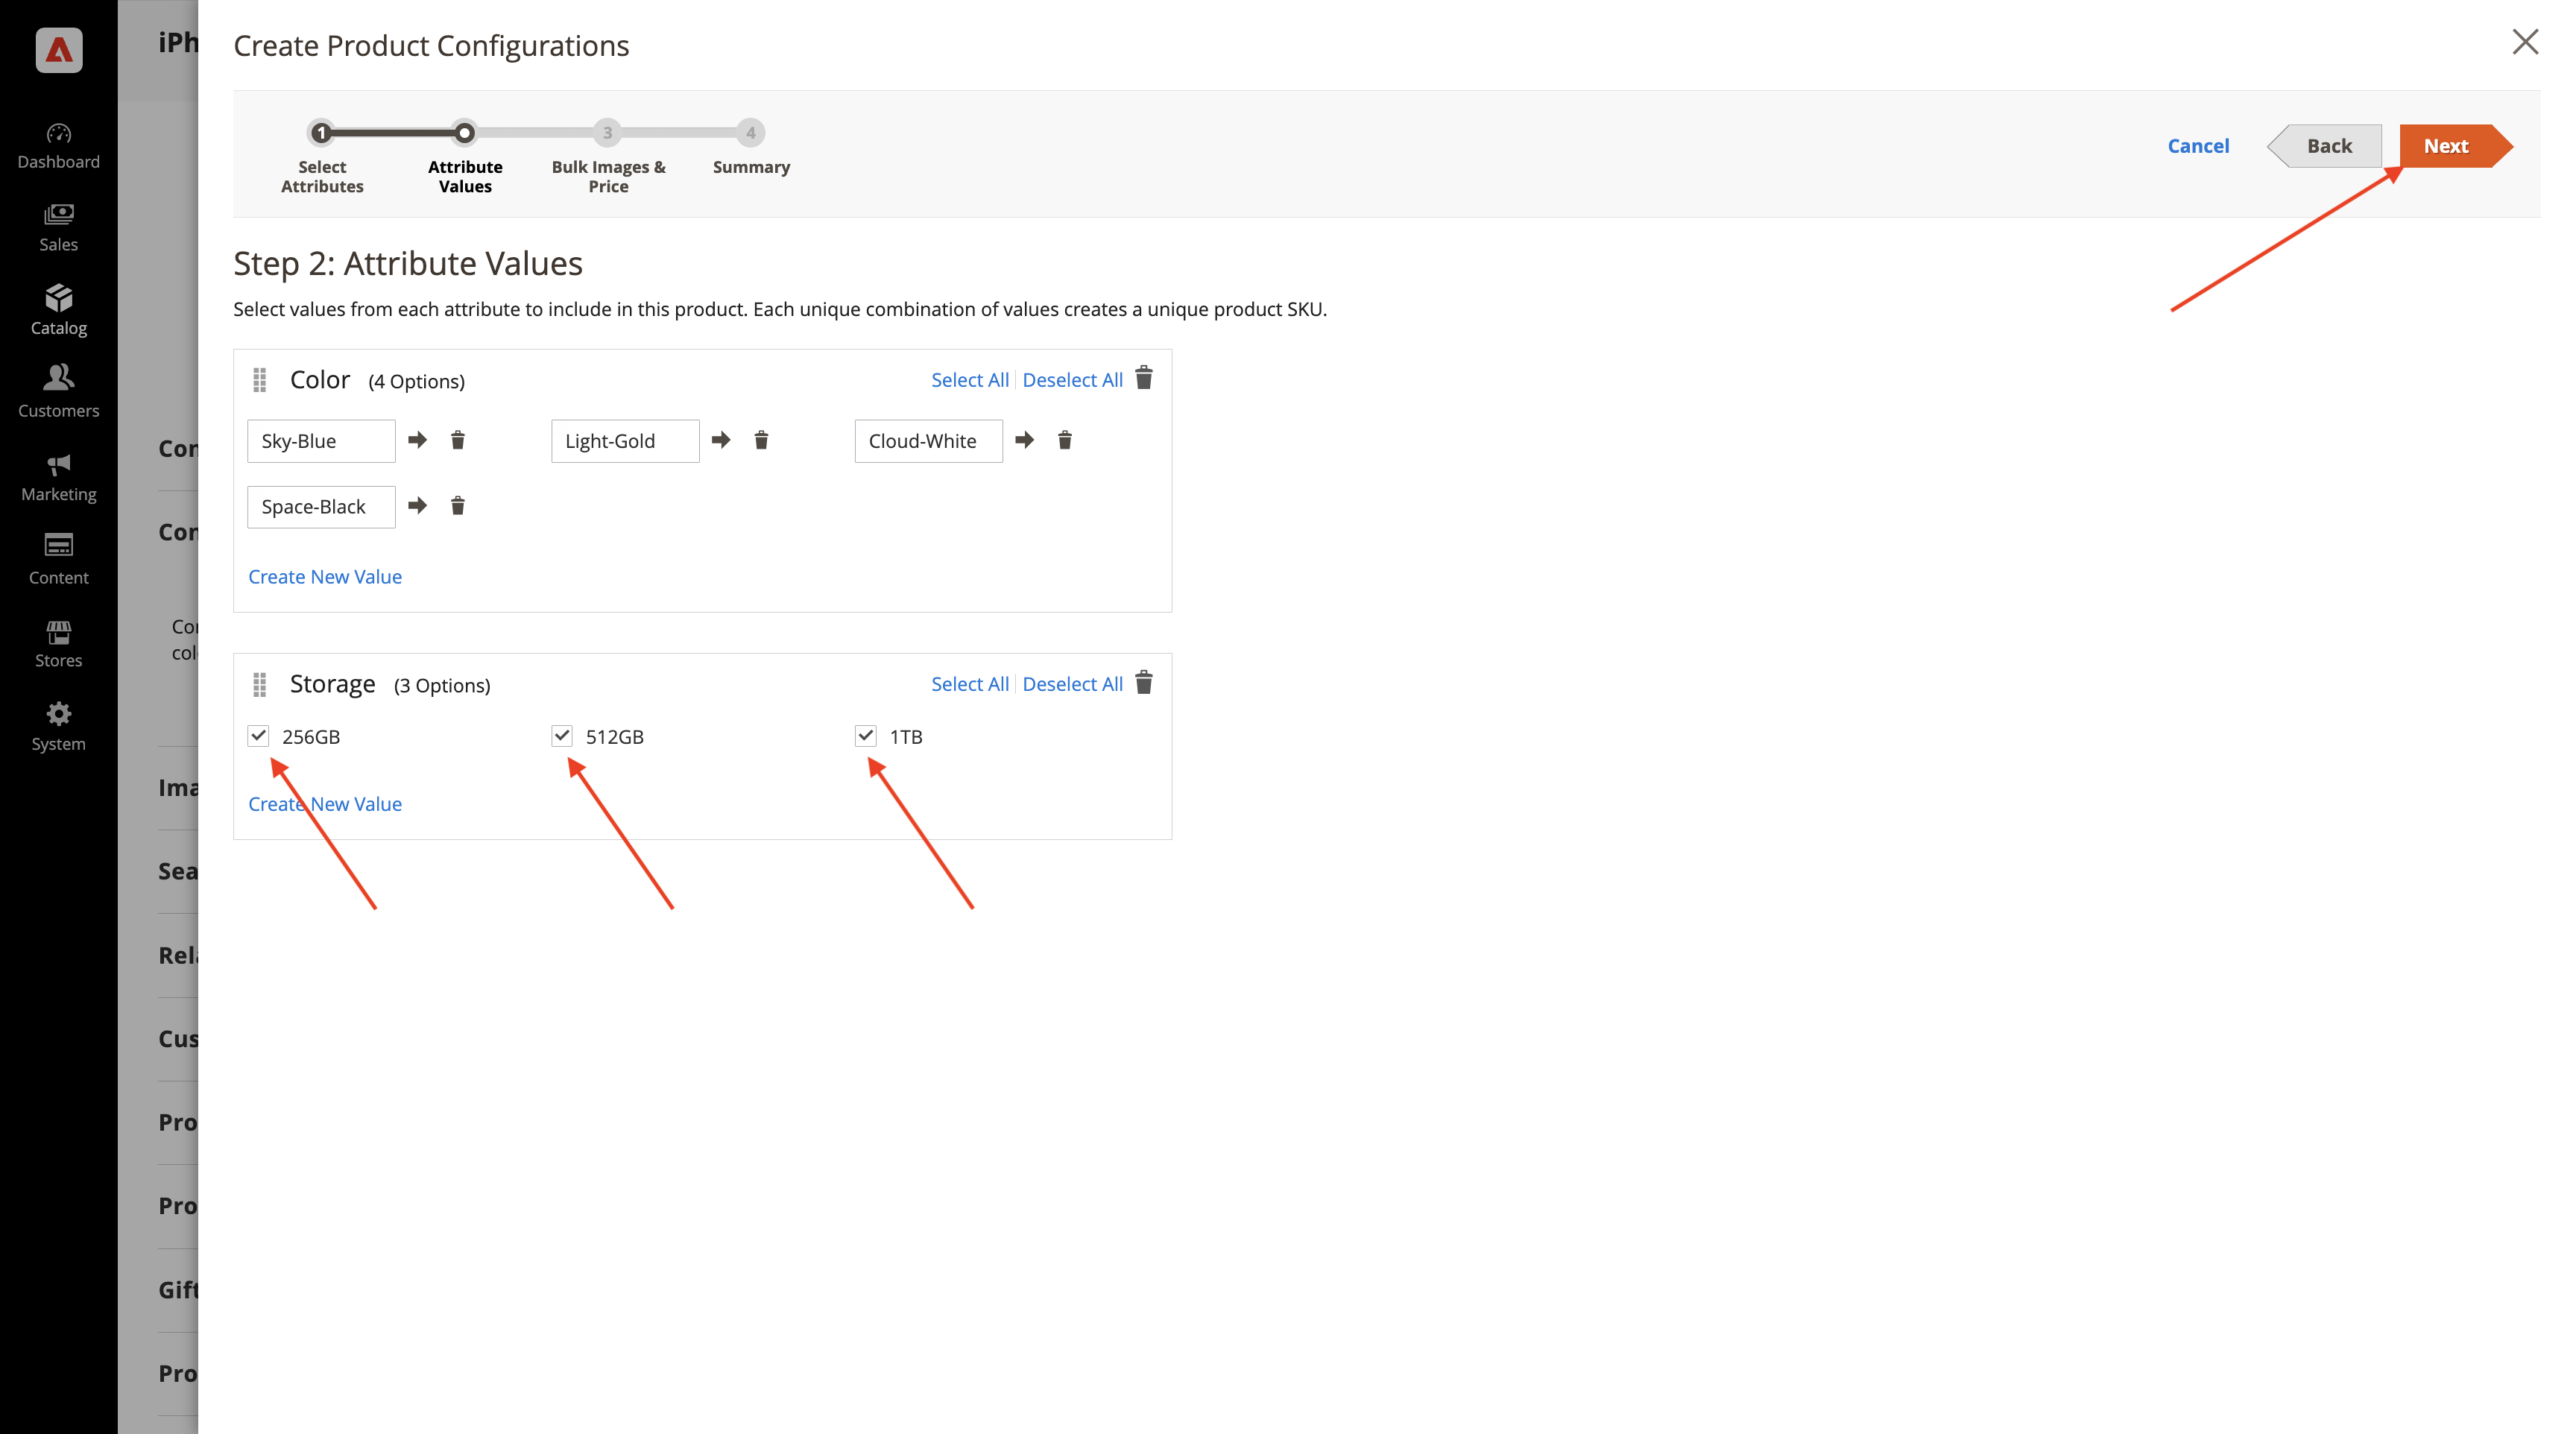 iPh
Create Product Configurations
1
3
4
Select Attributes
Attribute Values
Bulk Images & Price
Summary
Cancel
Back
Next
Dashboard
Sales
Catalog
Customers
Marketing
Content
Stores
System
Step 2: Attribute Values
Select values from each attribute to include in this product. Each unique combination of values creates a unique product SKU.
Color (4 Options)
Select All
Deselect All
Sky-Blue
Light-Gold
Cloud-White
Space-Black
Create New Value
Storage (3 Options)
Select All
Deselect All
256GB
512GB
1TB
Create New Value
Con
Con
Co
col
Ima
Sea
Rel
Cus
Pro
Pro
Gift
Pro